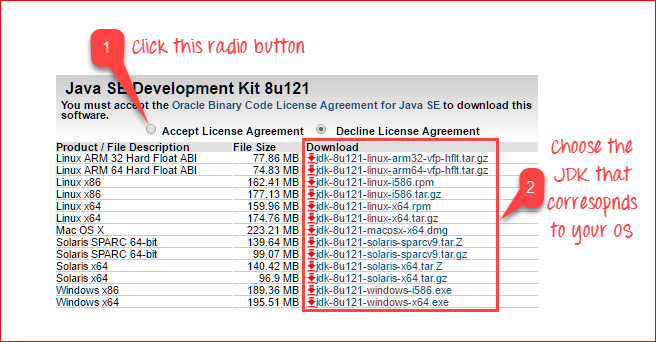 1
Click this radio button
Java SE Development Kit 8u121
You must accept the Oracle Binary Code License Agreement for Java SE to download this
software.
Accept License Agreement Decline License Agreement
Product / File Description File Size Download
Linux ARM 32 Hard Float ABI 77.86 MB jdk-8u121-linux-arm32-vfp-hflt.tar.gz
Linux ARM 64 Hard Float ABI 74.83 MB jdk-8u121-linux-arm64-vfp-hflt.tar.gz
Linux x86 162.41 MB jdk-8u121-linux-i586.rpm
Linux x86 177.13 MB jdk-8u121-linux-i586.tar.gz
Linux x64 159.96 MB jdk-8u121-linux-x64.rpm
Linux x64 174.76 MB jdk-8u121-linux-x64.tar.gz
Mac OS X 223.21 MB jdk-8u121-macosx-x64.dmg
Solaris SPARC 64-bit 139.64 MB jdk-8u121-solaris-sparcv9.tar.Z
Solaris SPARC 64-bit 99.07 MB jdk-8u121-solaris-sparcv9.tar.gz
Solaris x64 140.42 MB jdk-8u121-solaris-x64.tar.Z
Solaris x64 96.9 MB jdk-8u121-solaris-x64.tar.gz
Windows x86 189.36 MB jdk-8u121-windows-i586.exe
Windows x64 195.51 MB jdk-8u121-windows-x64.exe
2
Choose the
JDK that
corresopnds
to your OS